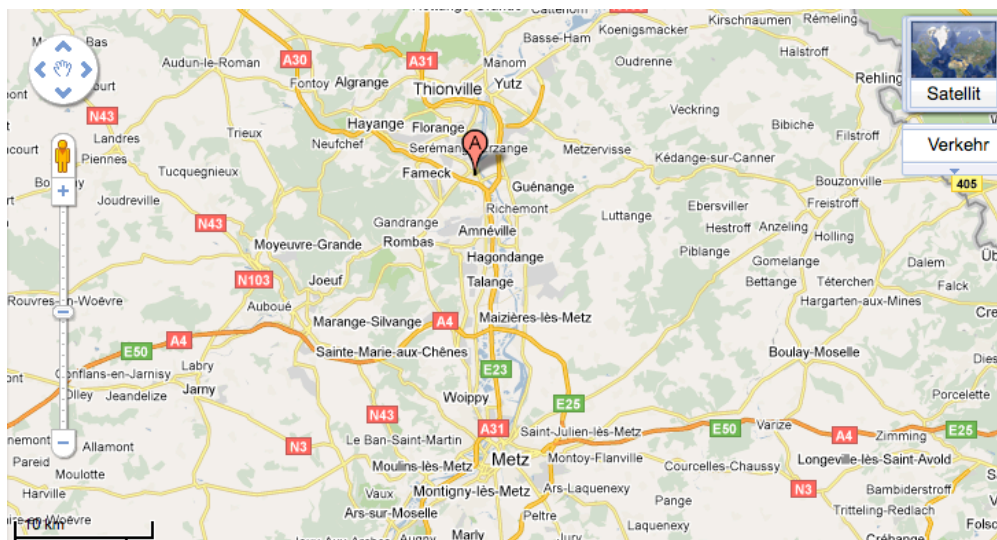 Cattenom
Kirschnaumen Rémeling
Koenigsmacker
Basse-Ham
Halstroff
Audun-le-Roman
A30
A31
Manom
Oudrenne
Rehling
Fontoy Algrange
Thionville Yutz
Satellit
N43
Veckring
Landres
Trieux
Hayange Florange
Bibiche
Filstroff
Neufchef
Metzervisse
Verkehr
Piennes
A
Kédange-sur-Canner
Tucquegnieux
Fameck
Guénange
Bouzonville
405
Joudreville
Ebersviller
Freistroff
N43
Gandrange
Richemont
Luttange
Hestroff Anzeling
Holling
Moyeuvre-Grande
Rombas
Amnéville
Piblange
Hagondange
Gomelange
Dalem
N103
Joeuf
Talange
Bettange
Téterchen
Falck
Rouvres-en-Woëvre
Auboué
Hargarten-aux-Mines
Marange-Silvange
A4
Maizières-lès-Metz
E50
A4
Sainte-Marie-aux-Chênes
Boulay-Moselle
Labry
E23
Conflans-en-Jarnisy
Jeandelize
Jarny
Woippy
Porcelette
N43
E25
A31
Saint-Julien-lès-Metz
E50
Varize
A4
Zimming
E25
Allamont
N3
Le Ban-Saint-Martin
Pareid
Moulotte
Moulins-lès-Metz
Metz
Montoy-Flanville
Courcelles-Chaussy
Longeville-lès-Saint-Avold
Harville
Vaux
Montigny-lès-Metz
Ars-Laquenexy
N3
Bambiderstroff
Pange
Ars-sur-Moselle
Peltre
Tritteling-Redlach
10 km
Marly
Laquenexy